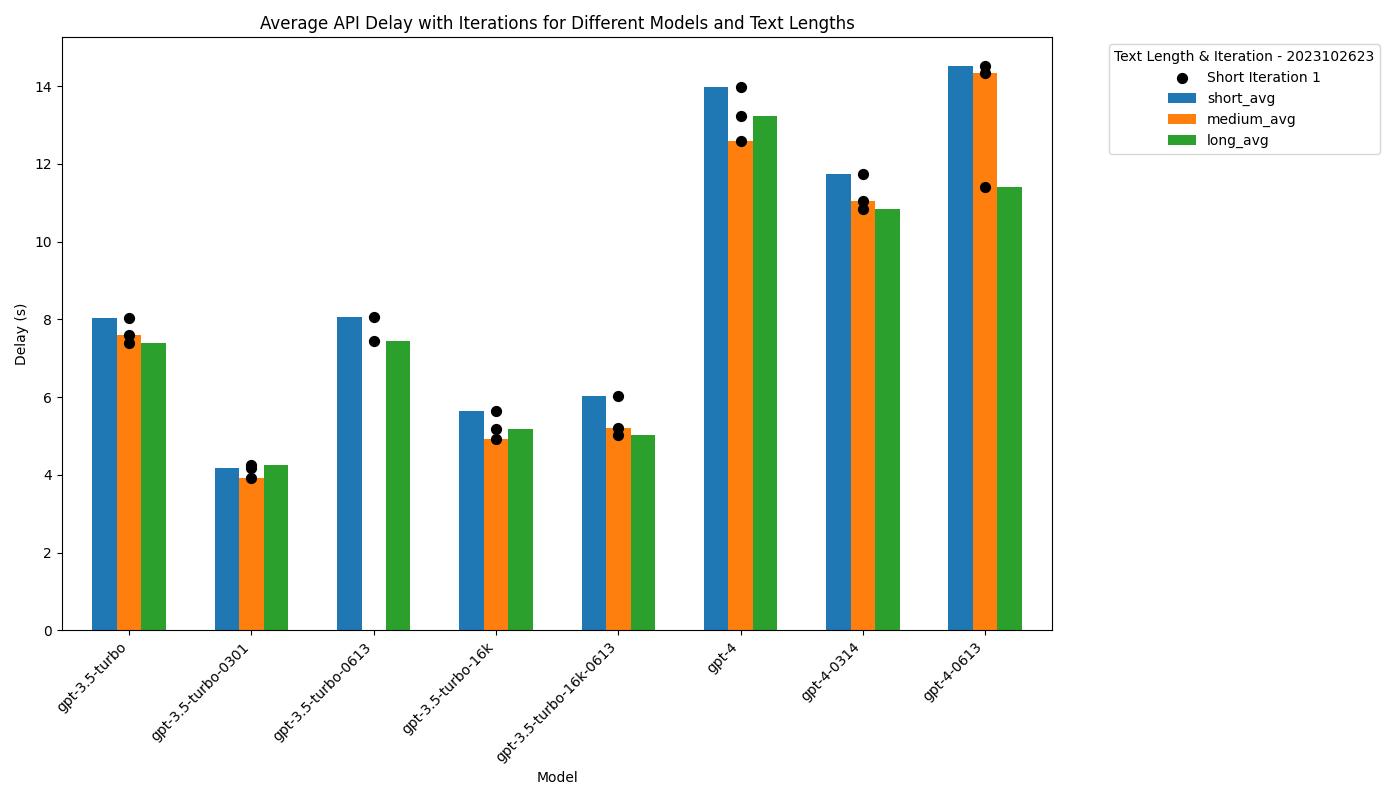 Average API Delay with Iterations for Different Models and Text Lengths
Text Length & Iteration - 2023102623
Short Iteration 1
short_avg
medium_avg
long_avg
Delay (s)
14
12
10
8
6
4
2
0
gpt-3.5-turbo
gpt-3.5-turbo-0301
gpt-3.5-turbo-0613
gpt-3.5-turbo-16k
gpt-3.5-turbo-16k-0613
gpt-4
gpt-4-0314
gpt-4-0613
Model